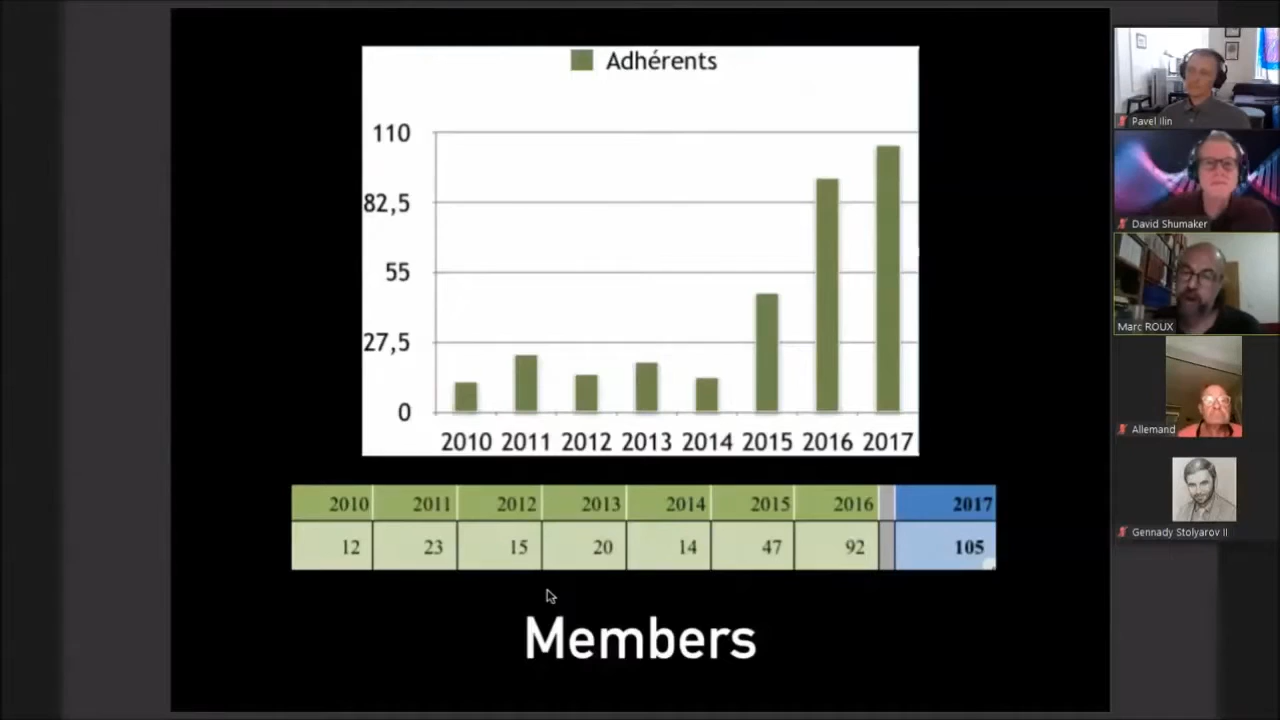 Adhérents
110
82,5
55
27,5
0
2010 2011 2012 2013 2014 2015 2016 2017
2010 2011 2012 2013 2014 2015 2016 2017
12 23 15 20 14 47 92 105
Members
Pavel Ilin
David Shumaker
Marc ROUX
Allemand
Gennady Stolyarov II